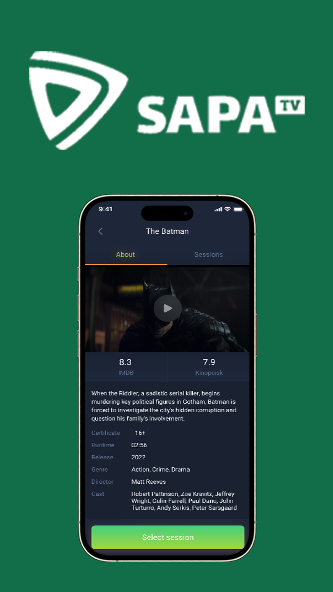 SAPA TV
9:41
The Batman
About
Sessions
8.3
IMDB
7.9
Kinopoisk
When the Riddler, a sadistic serial killer, begins
murdering key political figures in Gotham, Batman is
forced to investigate the city's hidden corruption and
question his family's involvement.
Certificate 16+
Runtime 02:56
Release 2022
Genre Action, Crime, Drama
Director Matt Reeves
Cast Robert Pattinson, Zoë Kravitz, Jeffrey
Wright, Colin Farrell, Paul Dano, John
Turturro, Andy Serkis, Peter Sarsgaard
Select session